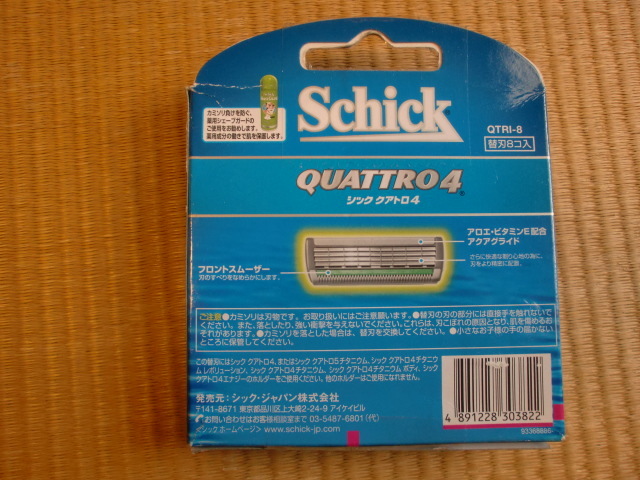 カミソリ負けを防ぐ、
薬用シェーブガードの
ご使用をお勧めします。
薬用成分の働きで肌を保護します。
Schick
QTRI-8
替刃8コ入
QUATTRO4®
シック クアトロ4
アロエ・ビタミンE配合
アクアグライド
さらに快適な剃り心地の為に、
刃をより精密に配置。
フロントスムーザー
刃のすべりをなめらかにします。
ご注意●カミソリは刃物です。お取り扱いにはご注意願います。●替刃の刃の部分には直接手を触れないで
ください。また、落としたり、強い衝撃を与えないでください。これらは、刃こぼれの原因となり、肌を傷めるおそ
れがあります。●カミソリを落とした場合は、替刃を交換してください。●小さなお子様の手の届かない
ところに保管してください。
この替刃はシック クアトロ4、またはシック クアトロ5チタニウム、シック クアトロ4チタニウ
ム レボリューション、シック クアトロ4チタニウム、シック クアトロ4チタニウム ボディ、シック
クアトロ4エナジーのホルダーをご使用ください。他のホルダーはご使用になれません。
発売元：シック・ジャパン株式会社
〒141-8671 東京都品川区上大崎2-24-9 アイケイビル
お問い合わせはお客様相談室まで 03-5487-6801（代）
<シックホームページ> www.schick-jp.com
4 891228 303822
93368886-